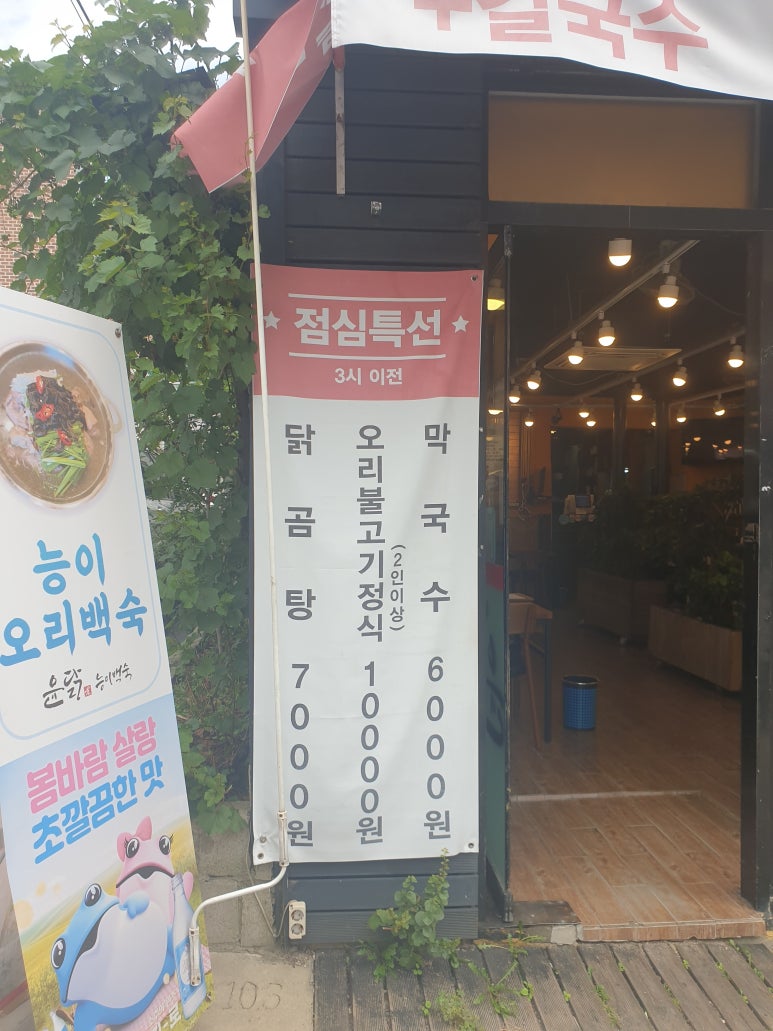 국수
점심특선
3시 이전
막국수 6000원
오리불고기정식 (2인이상) 10000원
닭곰탕 7000원
능이
오리백숙
윤닭 능이백숙
봄바람 살랑
초깔끔한 맛
103